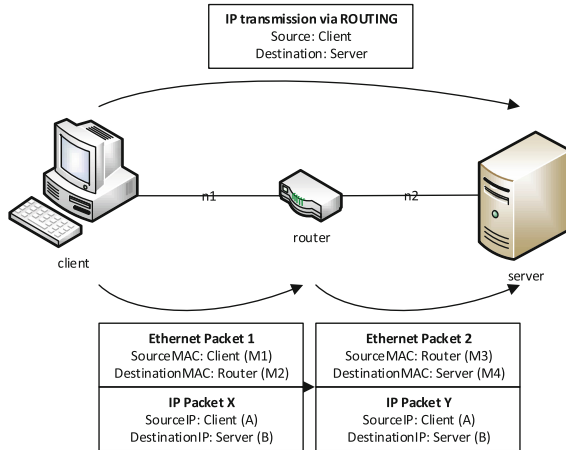 IP transmission via ROUTING
Source: Client
Destination: Server
n1
n2
router
client
server
Ethernet Packet 1
SourceMAC: Client (M1)
DestinationMAC: Router (M2)
IP Packet X
SourceIP: Client (A)
DestinationIP: Server (B)
Ethernet Packet 2
SourceMAC: Router (M3)
DestinationMAC: Server (M4)
IP Packet Y
SourceIP: Client (A)
DestinationIP: Server (B)